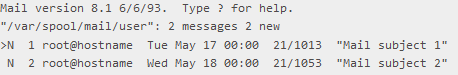 Mail version 8.1 6/6/93.  Type ? for help.
"/var/spool/mail/user": 2 messages 2 new
>N  1 root@hostname  Tue May 17 00:00  21/1013  "Mail subject 1"
 N  2 root@hostname  Wed May 18 00:00  21/1053  "Mail subject 2"